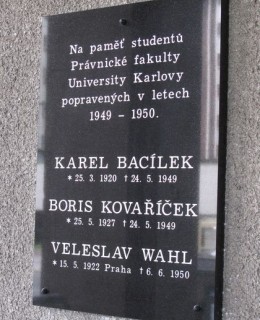 Na paměť studentů
Právnické fakulty
University Karlovy
popravených v letech
1949 – 1950.
KAREL BACÍLEK
* 25. 3. 1920 † 24. 5. 1949
BORIS KOVAŘÍČEK
* 25. 5. 1927 † 24. 5. 1949
VELESLAV WAHL
* 15. 5. 1922 Praha † 6. 6. 1950